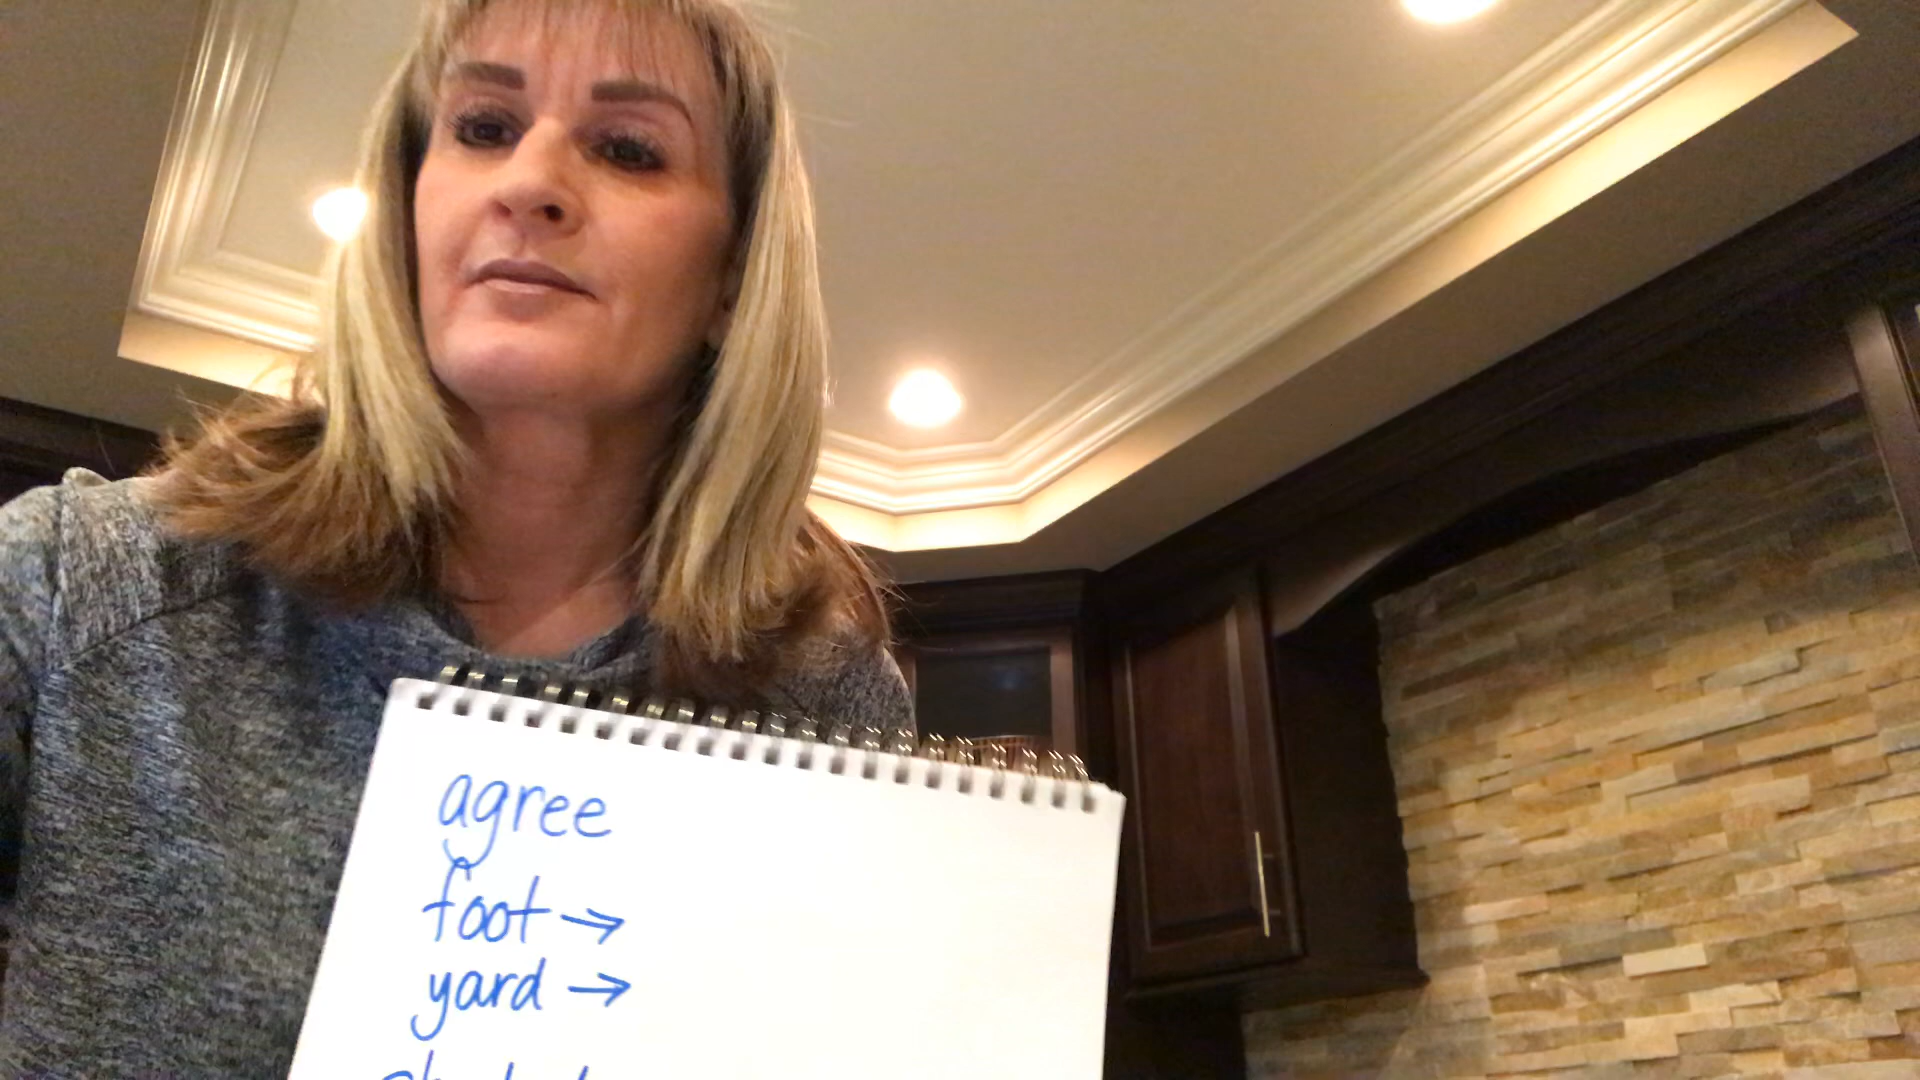 agree
foot →
yard →